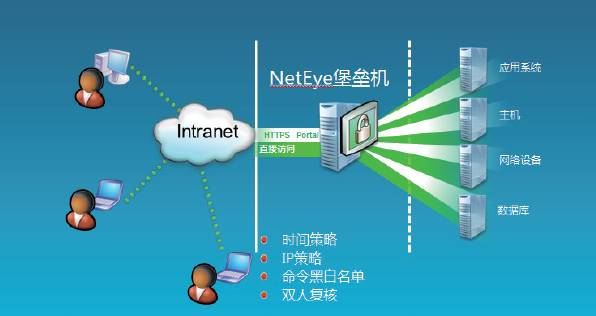 NetEye堡垒机
Intranet
HTTPS Portal
直接访问
应用系统
主机
网络设备
数据库
时间策略
IP策略
命令黑白名单
双人复核